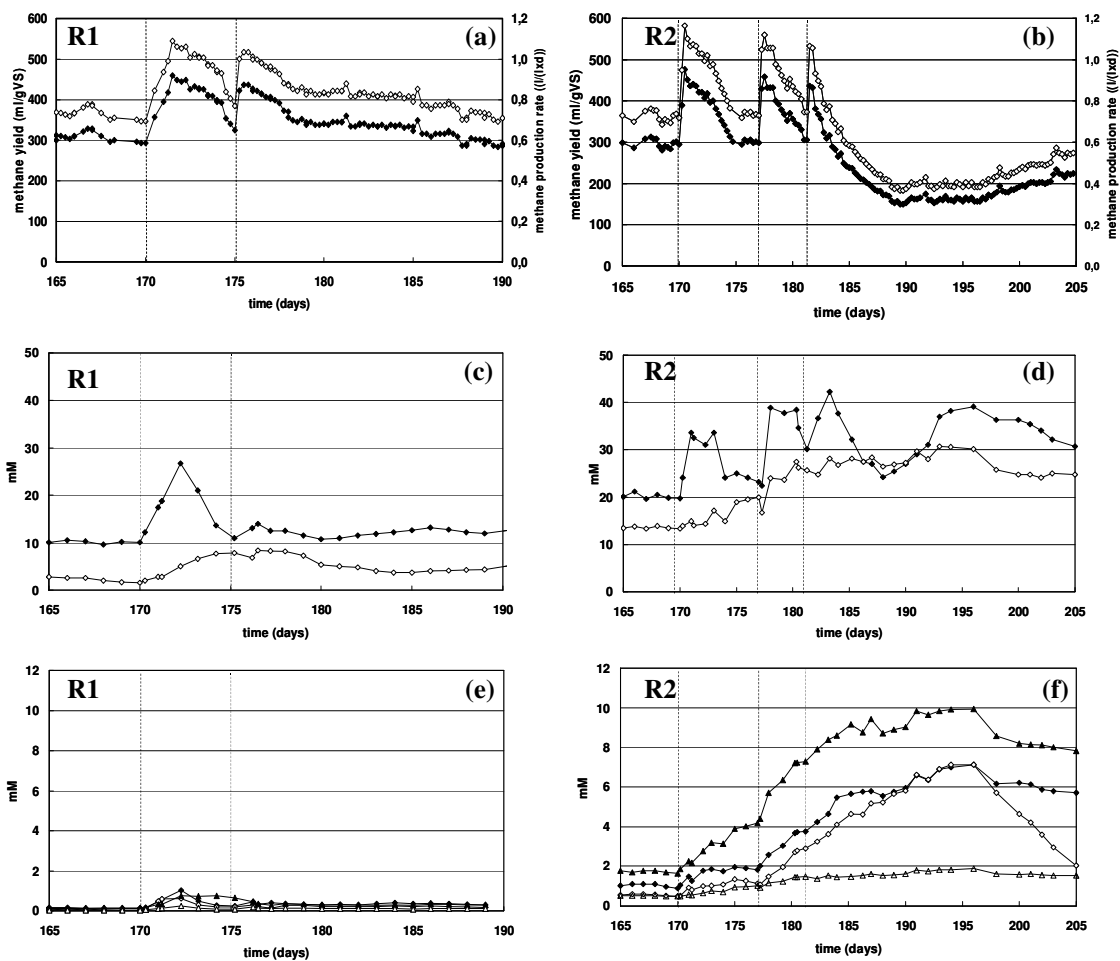 R1
(a)
methane yield (ml/gVS)
600
500
400
300
200
100
0
1,2
1,0
0,8
0,6
0,4
0,2
0,0
methane production rate ((l/(lxd))
165 170 175 180 185 190
time (days)
R2
(b)
methane yield (ml/gVS)
600
500
400
300
200
100
0
1,2
1,0
0,8
0,6
0,4
0,2
0,0
methane production rate ((l/(lxd))
165 170 175 180 185 190 195 200 205
time (days)
R1
(c)
mM
50
40
30
20
10
0
165 170 175 180 185 190
time (days)
R2
(d)
mM
50
40
30
20
10
0
165 170 175 180 185 190 195 200 205
time (days)
R1
(e)
mM
12
10
8
6
4
2
0
165 170 175 180 185 190
time (days)
R2
(f)
mM
12
10
8
6
4
2
0
165 170 175 180 185 190 195 200 205
time (days)